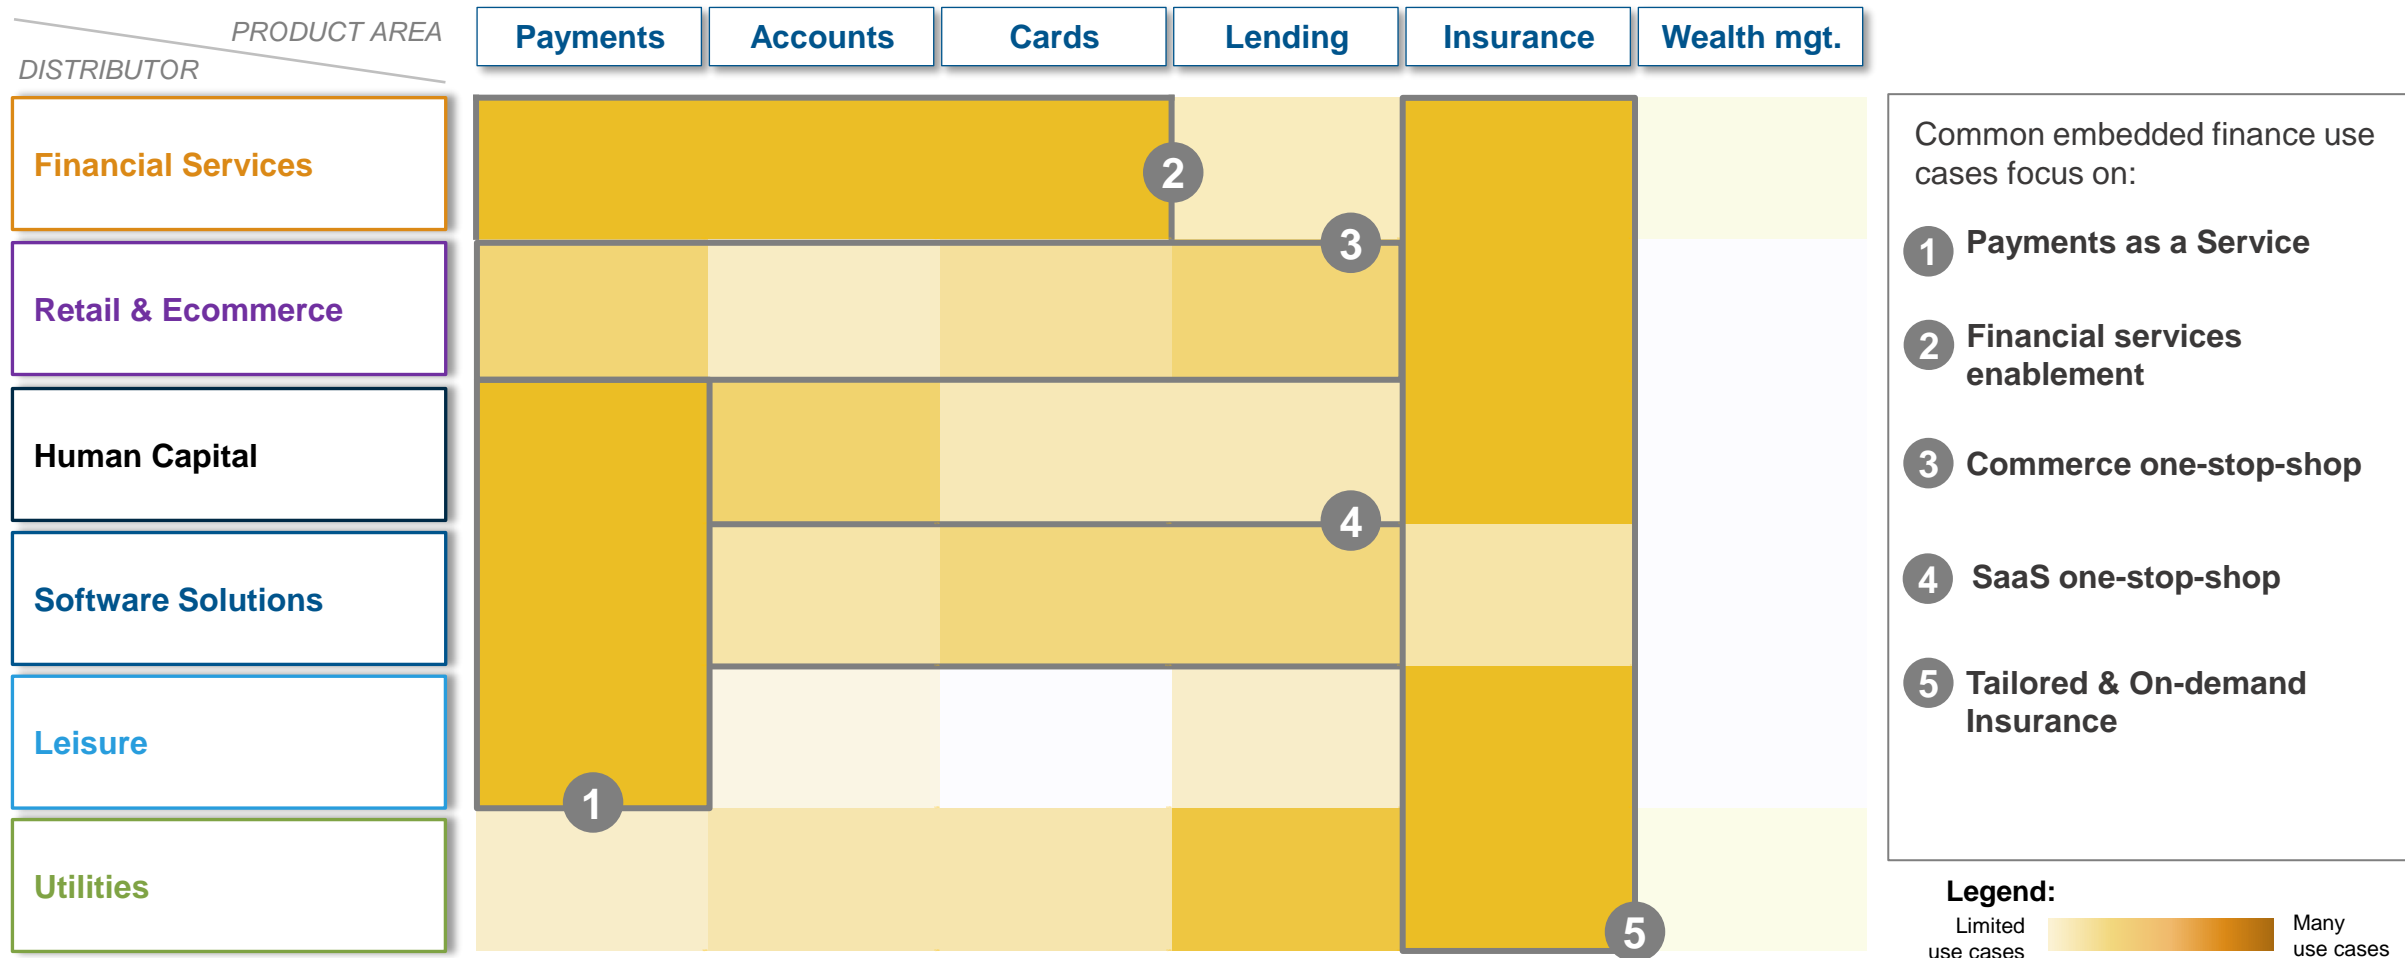 PRODUCT AREA
DISTRIBUTOR
Payments
Accounts
Cards
Lending
Insurance
Wealth mgt.
Financial Services
Retail & Ecommerce
Human Capital
Software Solutions
Leisure
Utilities
2
3
4
1
5
Common embedded finance use
cases focus on:
1 Payments as a Service
2 Financial services
enablement
3 Commerce one-stop-shop
4 SaaS one-stop-shop
5 Tailored & On-demand
Insurance
Legend:
Limited
use cases
Many
use cases